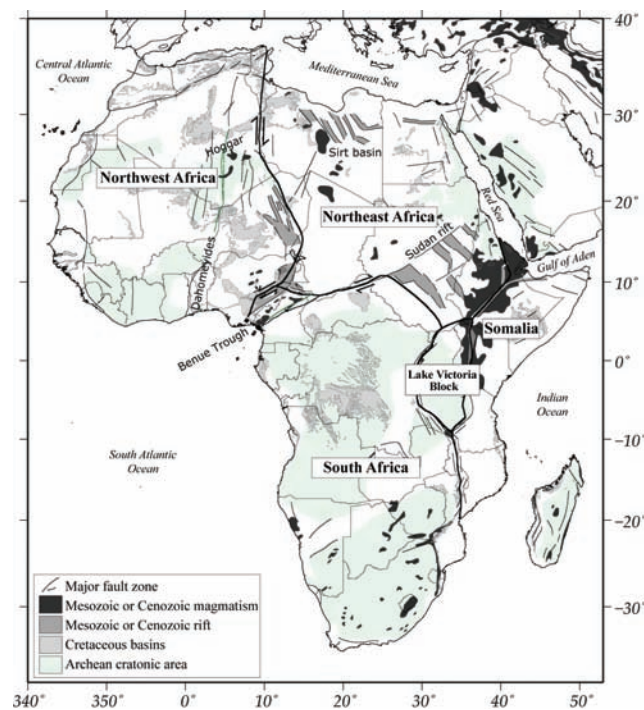 40˚
Central Atlantic
Ocean
Mediterranean Sea
30˚
Hoggar
Sirt basin
Northwest Africa
Northeast Africa
Red Sea
20˚
Sudan rift
Dahomeyides
Gulf of Aden
10˚
Somalia
Benue Trough
Lake Victoria
Block
0˚
Indian
Ocean
−10˚
South Atlantic
Ocean
South Africa
−20˚
Major fault zone
Mesozoic or Cenozoic magmatism
Mesozoic or Cenozoic rift
Cretaceous basins
Archean cratonic area
−30˚
340˚ 350˚ 0˚ 10˚ 20˚ 30˚ 40˚ 50˚